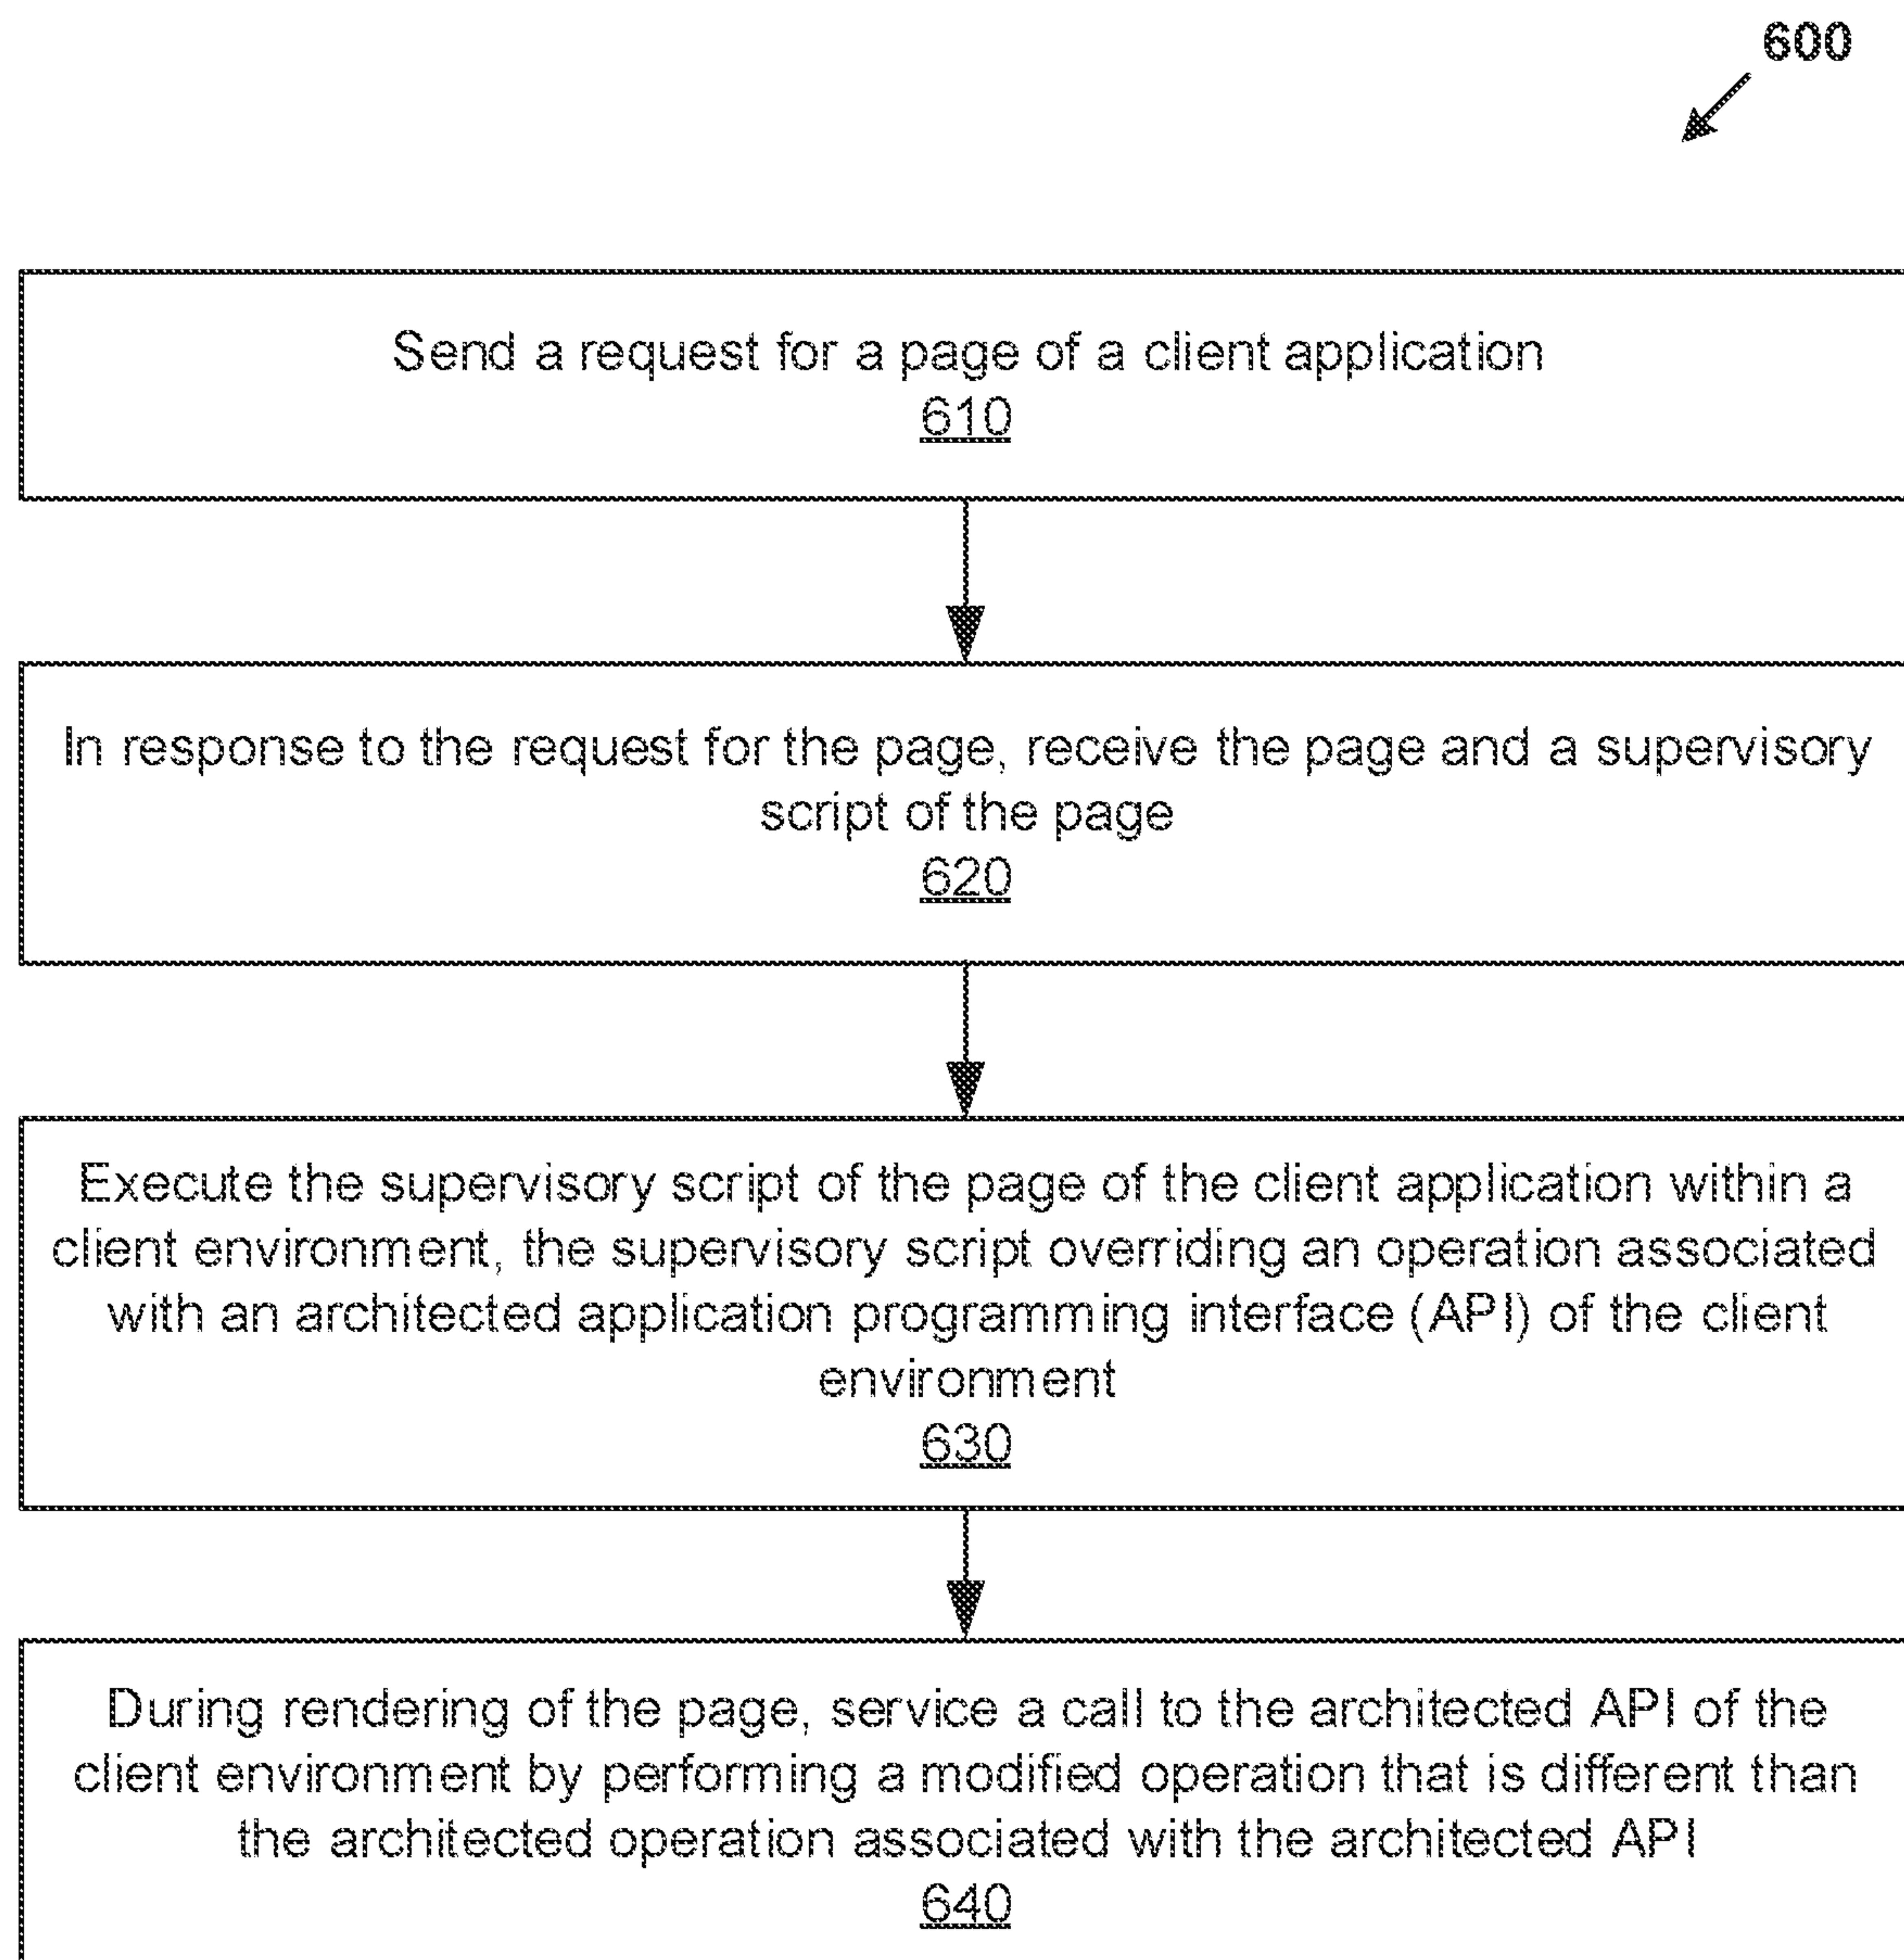 600
Send a request for a page of a client application
610
In response to the request for the page, receive the page and a supervisory
script of the page
620
Execute the supervisory script of the page of the client application within a
client environment, the supervisory script overriding an operation associated
with an architected application programming interface (API) of the client
environment
630
During rendering of the page, service a call to the architected API of the
client environment by performing a modified operation that is different than
the architected operation associated with the architected API
640